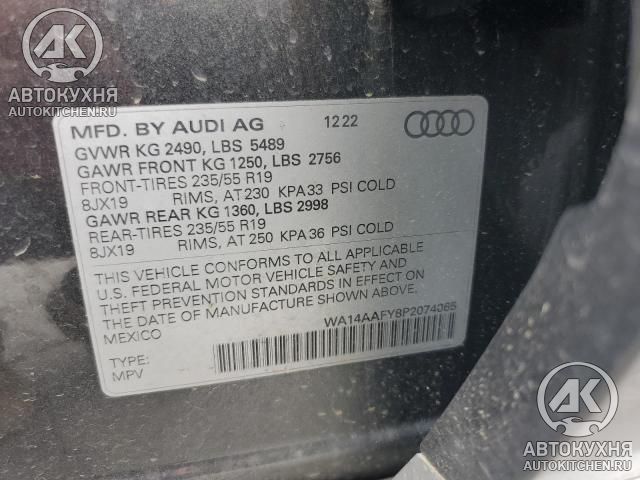 АК
АВТОКУХНЯ
AUTOKITCHEN.RU
MFD. BY AUDI AG 12 22
GVWR KG 2490, LBS 5489
GAWR FRONT KG 1250, LBS 2756
FRONT-TIRES 235/55 R19
8JX19 RIMS, AT 230 KPA 33 PSI COLD
GAWR REAR KG 1360, LBS 2998
REAR-TIRES 235/55 R19
8JX19 RIMS, AT 250 KPA 36 PSI COLD
THIS VEHICLE CONFORMS TO ALL APPLICABLE
U.S. FEDERAL MOTOR VEHICLE SAFETY AND
THEFT PREVENTION STANDARDS IN EFFECT ON
THE DATE OF MANUFACTURE SHOWN ABOVE.
MEXICO
WA14AAFY8P2074065
TYPE:
MPV
АК
АВТОКУХНЯ
AUTOKITCHEN.RU